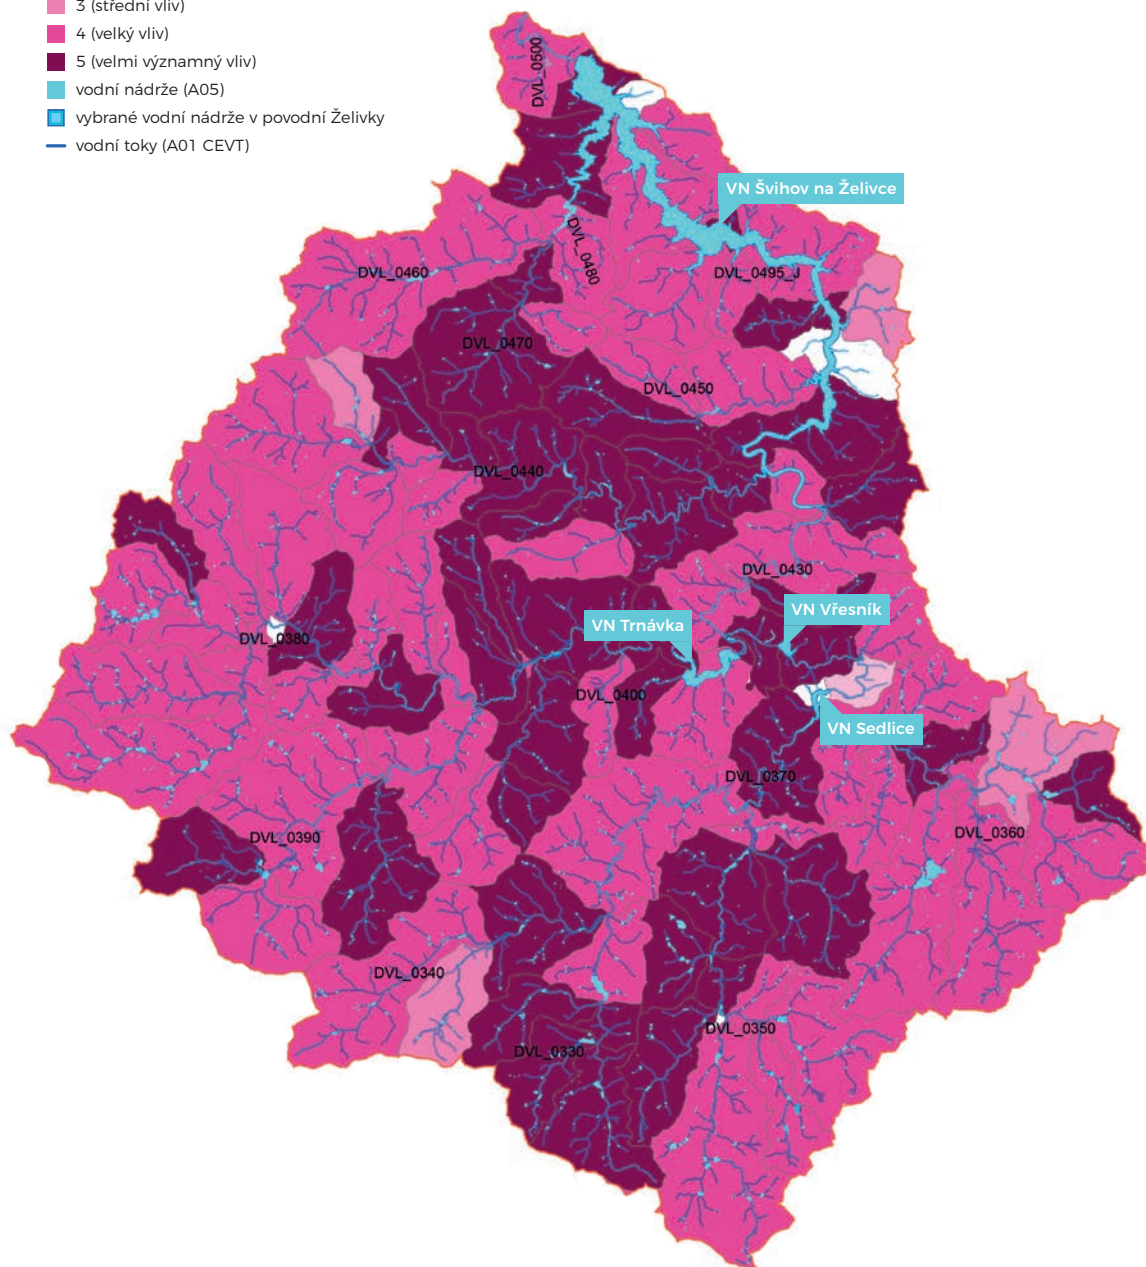 3 (střední vliv)
4 (velký vliv)
5 (velmi významný vliv)
vodní nádrže (A05)
vybrané vodní nádrže v povodní Želivky
vodní toky (A01 CEVT)
DVL_0500
VN Švihov na Želivce
DVL_0480
DVL_0460
DVL_0495_J
DVL_0470
DVL_0450
DVL_0440
DVL_0430
VN Vřesník
VN Trnávka
DVL_0380
DVL_0400
VN Sedlice
DVL_0370
DVL_0390
DVL_0360
DVL_0340
DVL_0350
DVL_0330